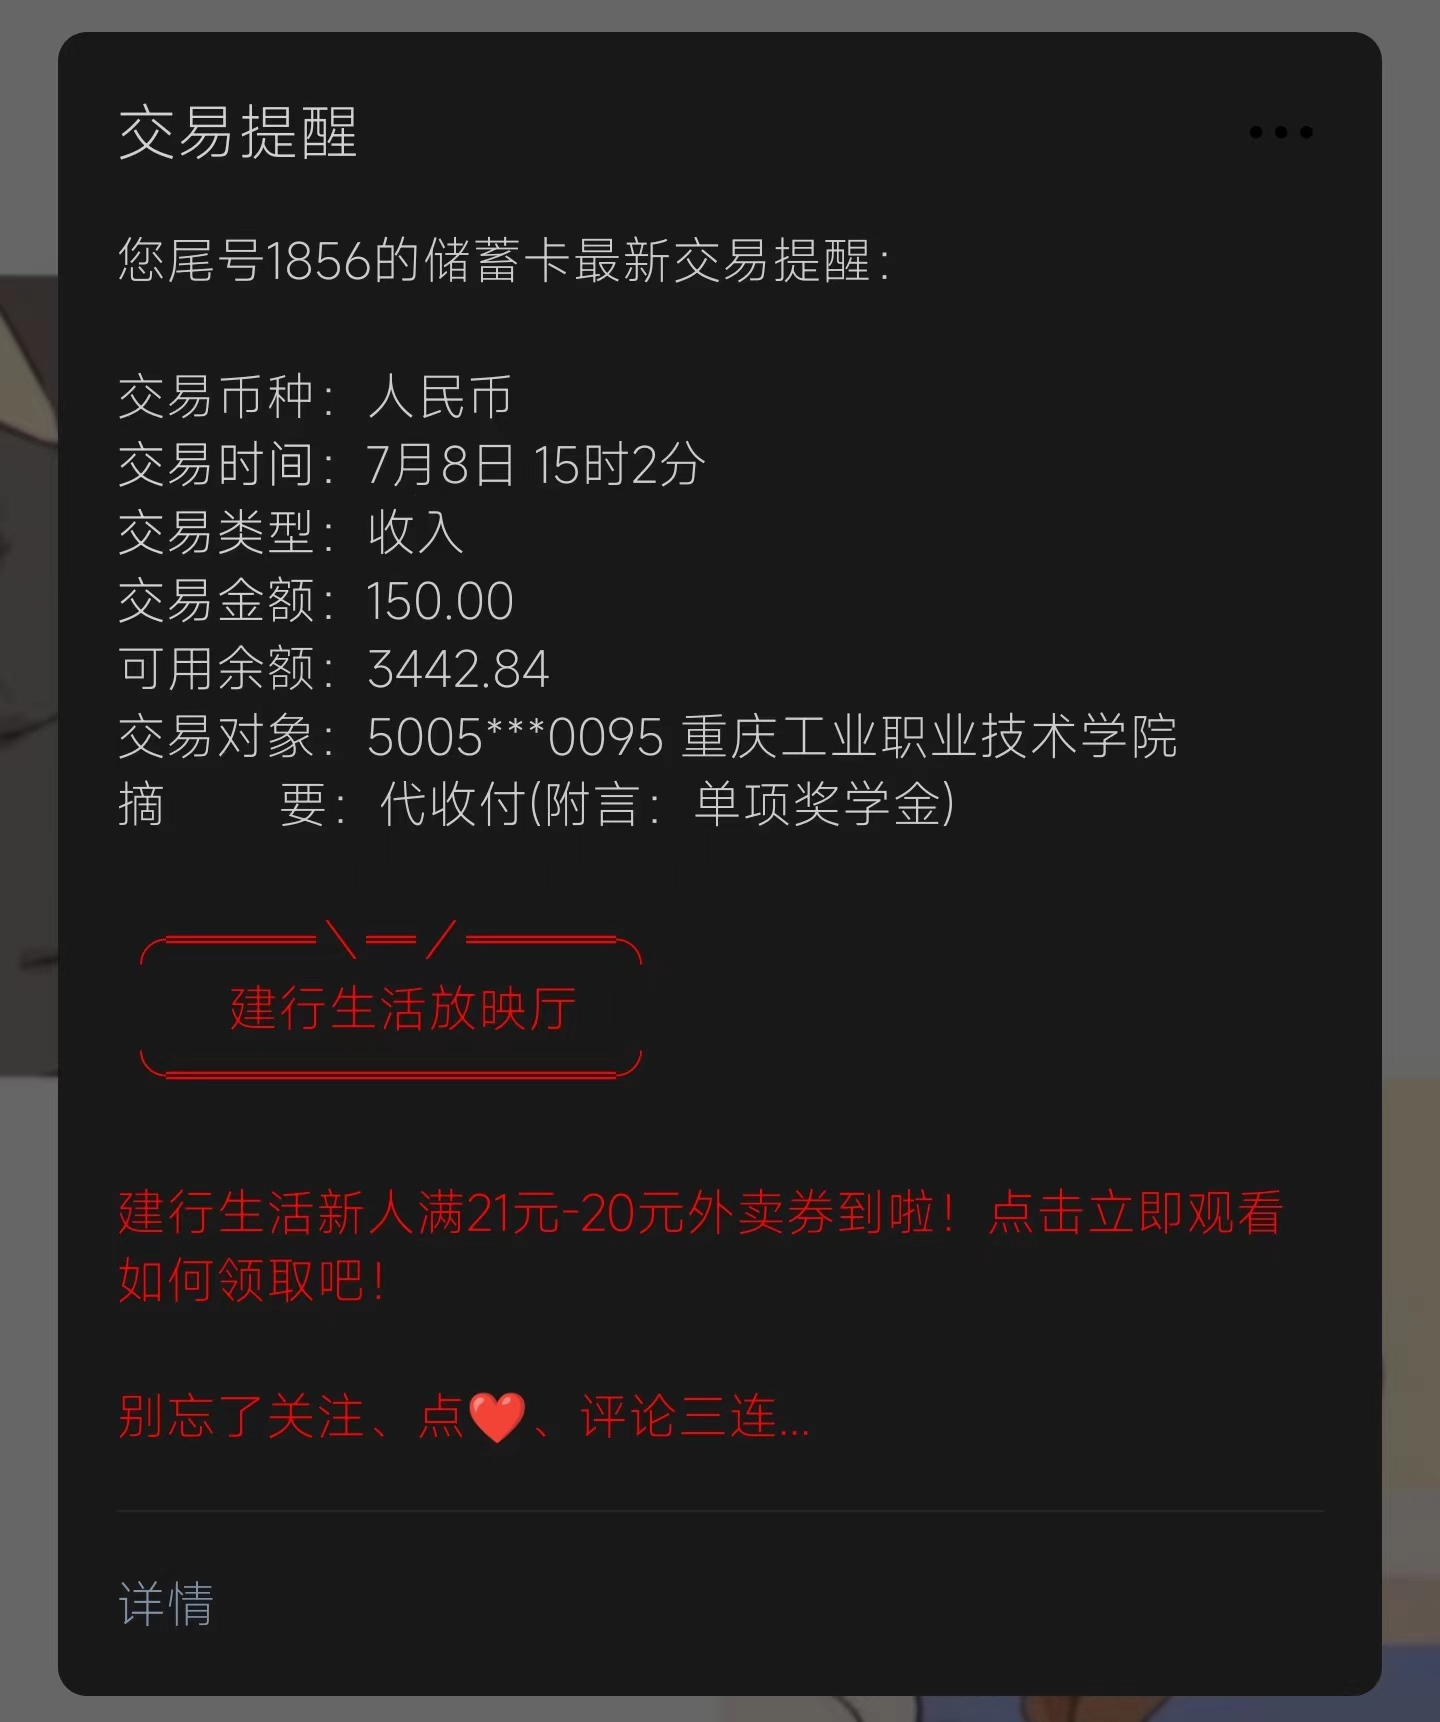 交易提醒
您尾号1856的储蓄卡最新交易提醒：
交易币种：人民币
交易时间：7月8日 15时2分
交易类型：收入
交易金额：150.00
可用余额：3442.84
交易对象：5005***0095 重庆工业职业技术学院
摘　　要：代收付(附言：单项奖学金)
建行生活放映厅
建行生活新人满21元-20元外卖券到啦！点击立即观看
如何领取吧！
别忘了关注、点❤️、评论三连...
详情